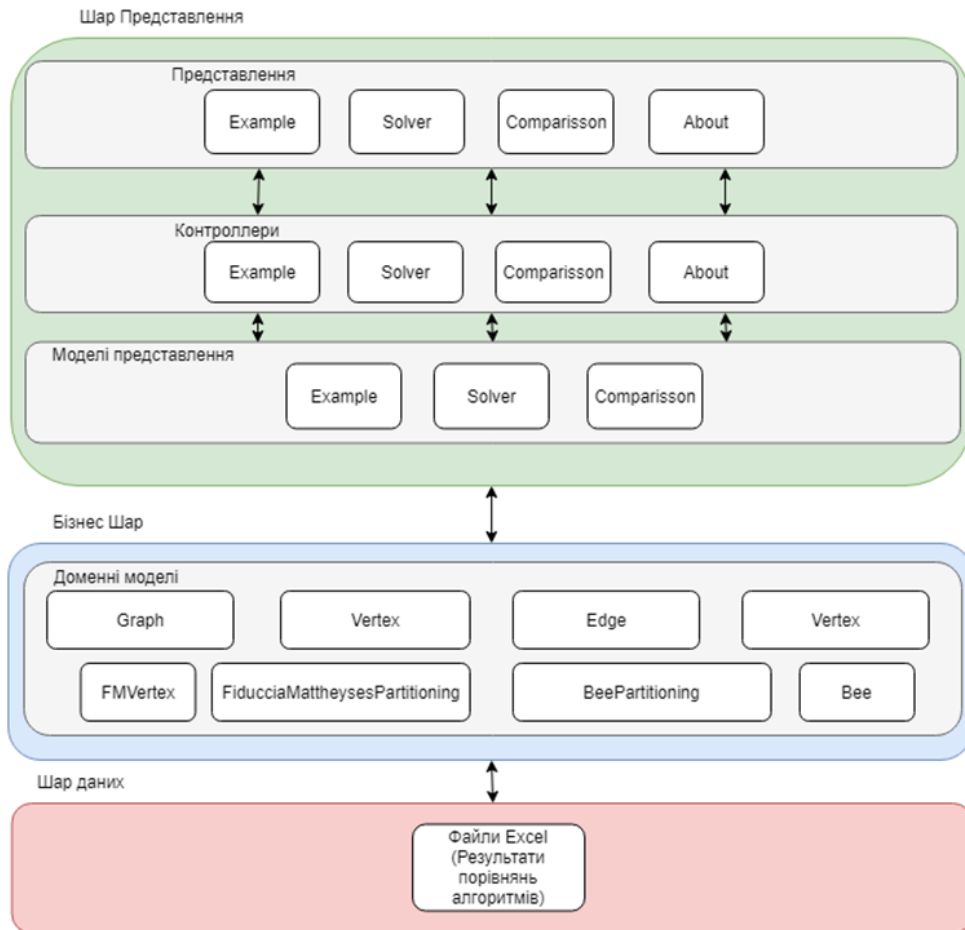 Шар Представлення
Представлення
Example
Solver
Comparisson
About
Контроллери
Example
Solver
Comparisson
About
Моделі представлення
Example
Solver
Comparisson
Бізнес Шар
Доменні моделі
Graph
Vertex
Edge
Vertex
FMVertex
FiducciaMattheysesPartitioning
BeePartitioning
Bee
Шар даних
Файли Excel
(Результати
порівнянь
алгоритмів)